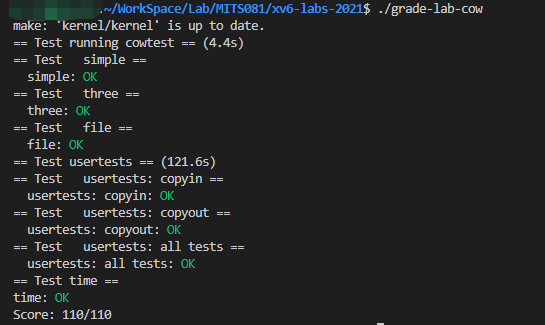 :~/WorkSpace/Lab/MITS081/xv6-labs-2021$ ./grade-lab-cow
make: 'kernel/kernel' is up to date.
== Test running cowtest == (4.4s)
== Test   simple ==
  simple: OK
== Test   three ==
  three: OK
== Test   file ==
  file: OK
== Test usertests == (121.6s)
== Test   usertests: copyin ==
  usertests: copyin: OK
== Test   usertests: copyout ==
  usertests: copyout: OK
== Test   usertests: all tests ==
  usertests: all tests: OK
== Test time ==
time: OK
Score: 110/110